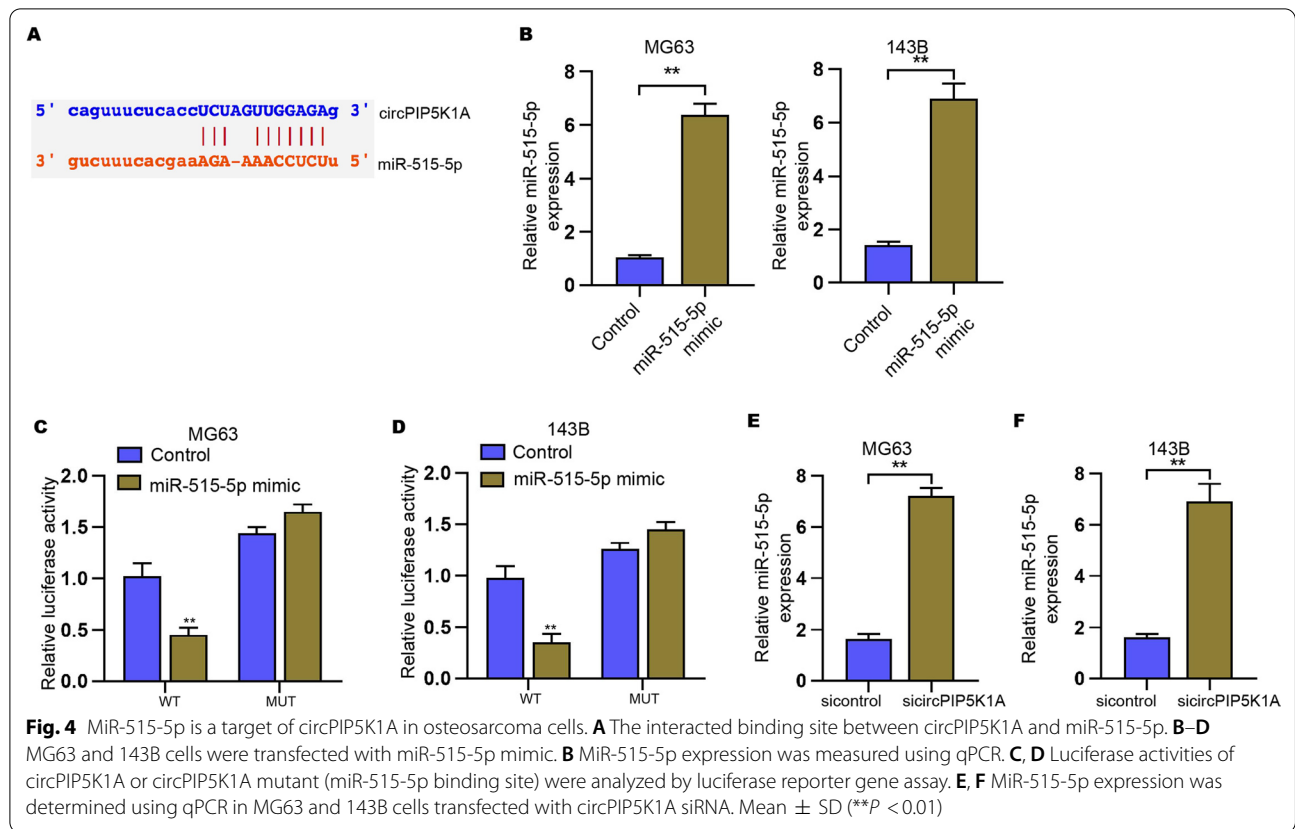 A
5' caguuucucaccUCUAGUUGGAGAg 3' circPIP5K1A
3' gucuuucacgaaAGA-AAACCUCUu 5' miR-515-5p
B
MG63
**
Relative miR-515-5p
expression
8
6
4
2
0
Control
miR-515-5p
mimic
143B
**
Relative miR-515-5p
expression
8
6
4
2
0
Control
miR-515-5p
mimic
C
MG63
Control
miR-515-5p mimic
Relative luciferase activity
2.0
1.5
1.0
0.5
0.0
**
WT
MUT
D
143B
Control
miR-515-5p mimic
Relative luciferase activity
2.0
1.5
1.0
0.5
0.0
**
WT
MUT
E
MG63
**
Relative miR-515-5p
expression
8
6
4
2
0
sicontrol
sicircPIP5K1A
F
143B
**
Relative miR-515-5p
expression
8
6
4
2
0
sicontrol
sicircPIP5K1A
Fig. 4 MiR-515-5p is a target of circPIP5K1A in osteosarcoma cells. A The interacted binding site between circPIP5K1A and miR-515-5p. B–D
MG63 and 143B cells were transfected with miR-515-5p mimic. B MiR-515-5p expression was measured using qPCR. C, D Luciferase activities of
circPIP5K1A or circPIP5K1A mutant (miR-515-5p binding site) were analyzed by luciferase reporter gene assay. E, F MiR-515-5p expression was
determined using qPCR in MG63 and 143B cells transfected with circPIP5K1A siRNA. Mean ± SD (**P < 0.01)